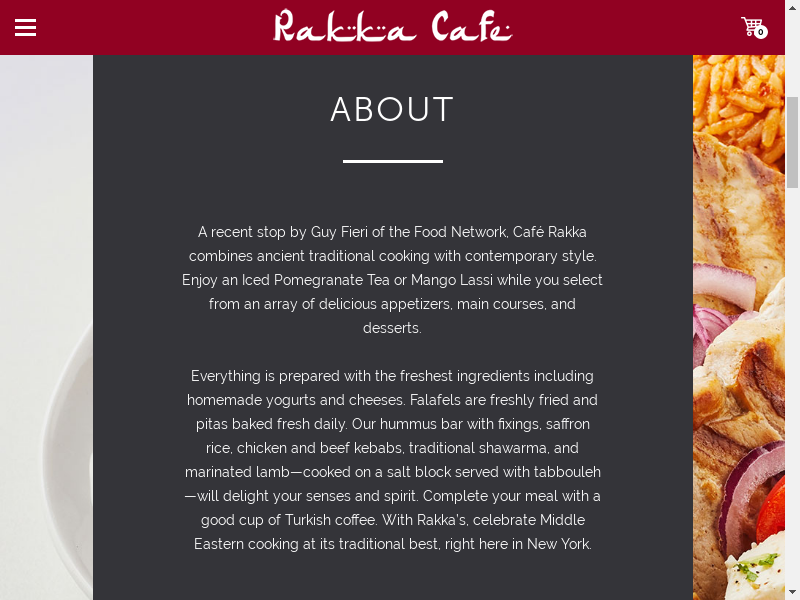 Rakka Cafe
0
ABOUT
A recent stop by Guy Fieri of the Food Network, Café Rakka
combines ancient traditional cooking with contemporary style.
Enjoy an Iced Pomegranate Tea or Mango Lassi while you select
from an array of delicious appetizers, main courses, and
desserts.
Everything is prepared with the freshest ingredients including
homemade yogurts and cheeses. Falafels are freshly fried and
pitas baked fresh daily. Our hummus bar with fixings, saffron
rice, chicken and beef kebabs, traditional shawarma, and
marinated lamb—cooked on a salt block served with tabbouleh
—will delight your senses and spirit. Complete your meal with a
good cup of Turkish coffee. With Rakka's, celebrate Middle
Eastern cooking at its traditional best, right here in New York.